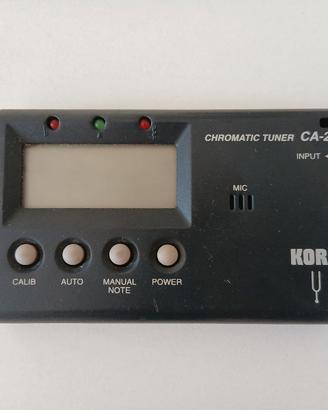 CHROMATIC TUNER CA-2
INPUT
MIC
KOR
CALIB
AUTO
MANUAL
NOTE
POWER